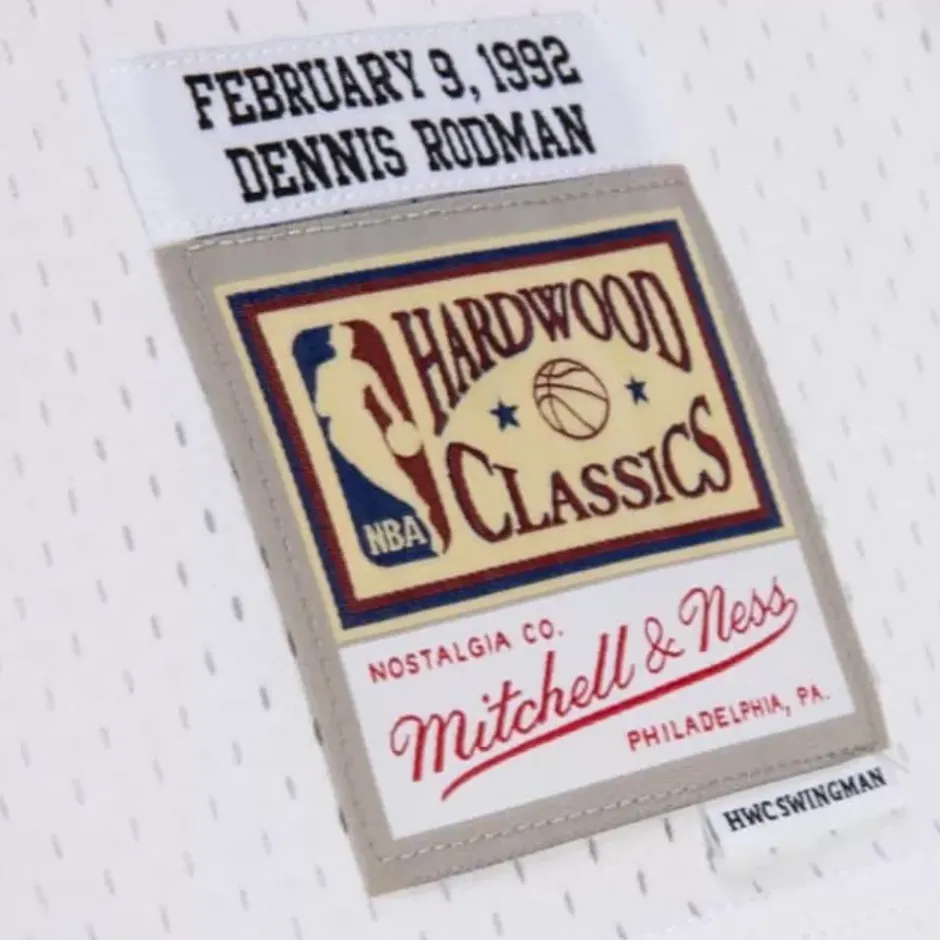 FEBRUARY 9, 1992
DENNIS RODMAN
HARDWOOD
CLASSICS
NBA
NOSTALGIA CO.
Mitchell & Ness
PHILADELPHIA, PA.
HWC SWINGMAN